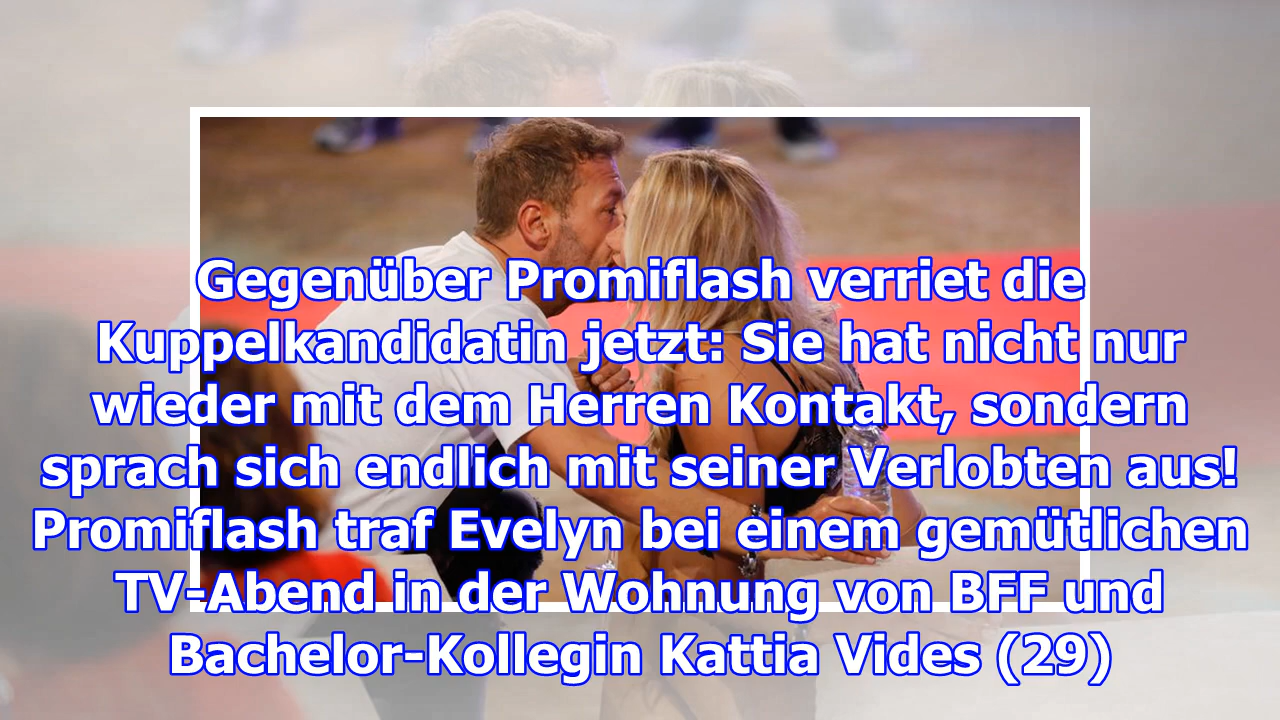 Gegenüber Promiflash verriet die
Kuppelkandidatin jetzt: Sie hat nicht nur
wieder mit dem Herren Kontakt, sondern
sprach sich endlich mit seiner Verlobten aus!
Promiflash traf Evelyn bei einem gemütlichen
TV-Abend in der Wohnung von BFF und
Bachelor-Kollegin Kattia Vides (29)